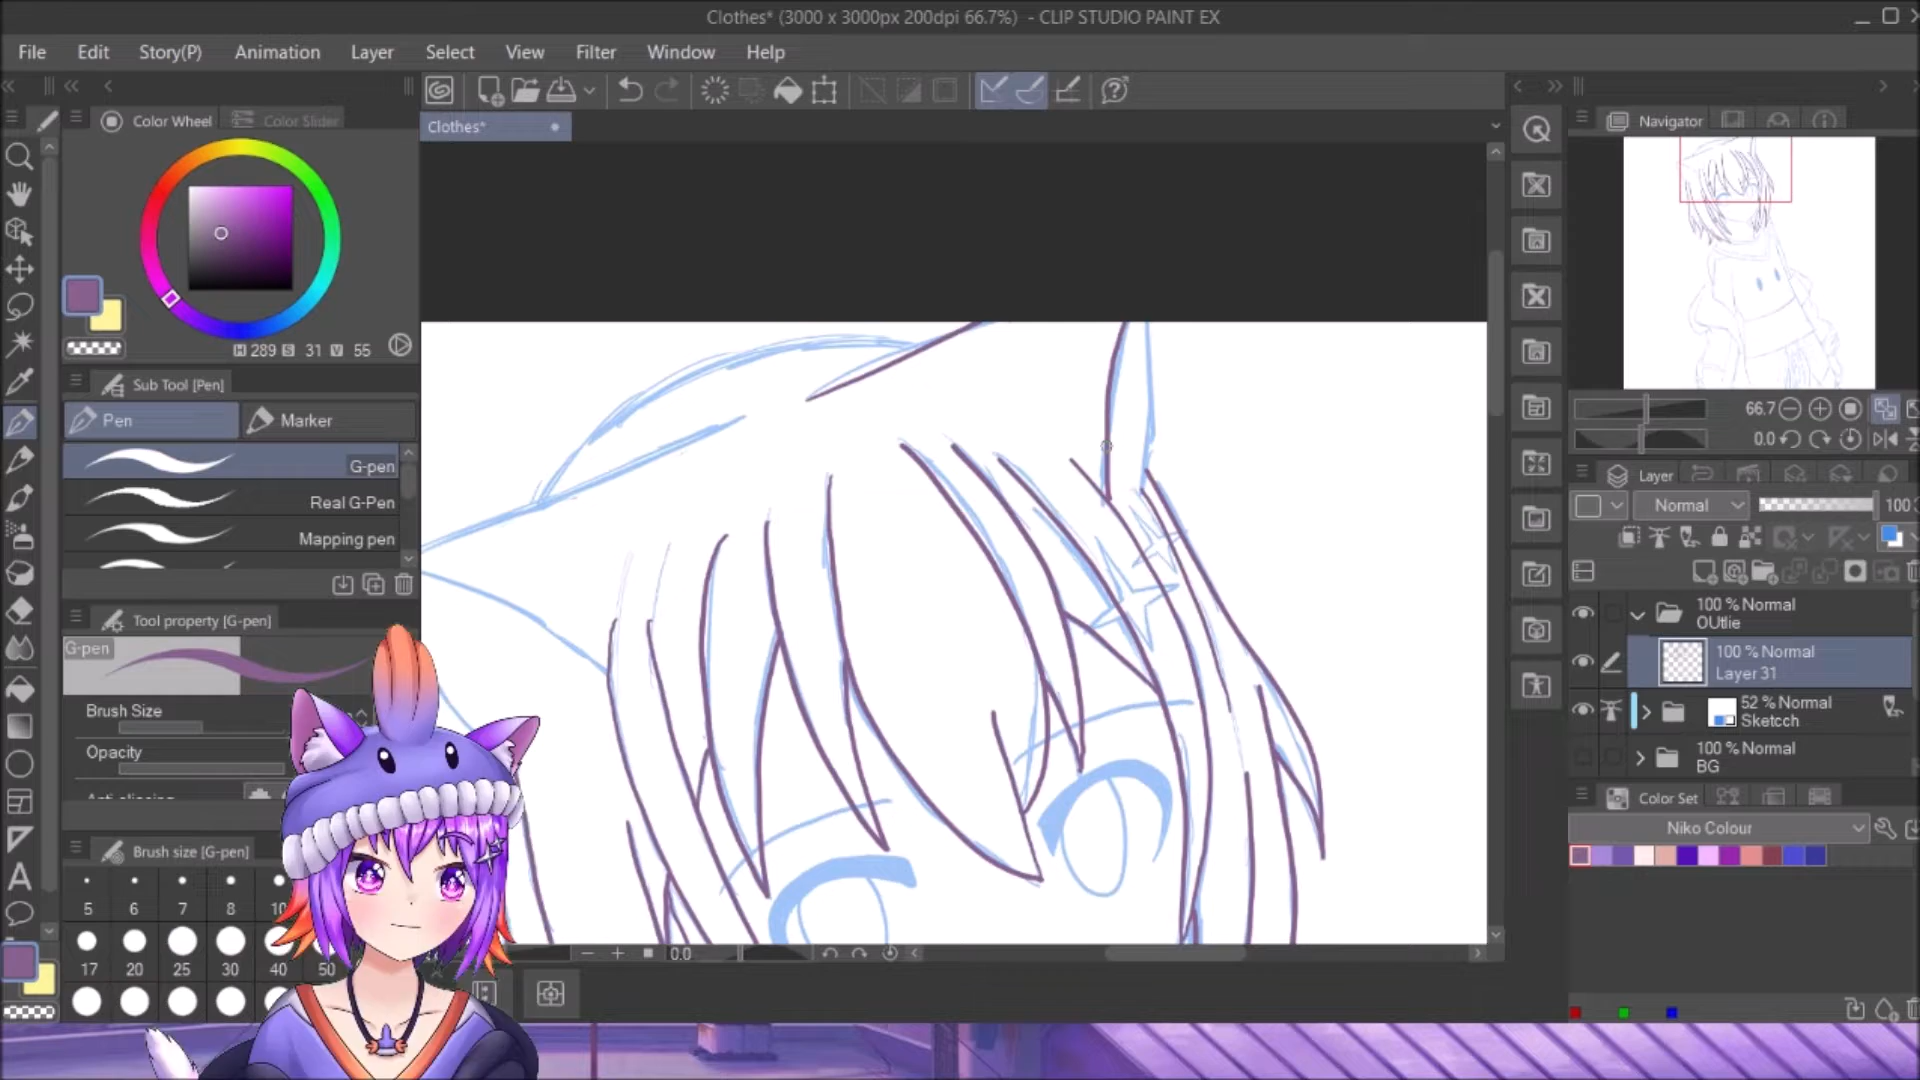 Clothes* (3000 x 3000px 200dpi 66.7%) - CLIP STUDIO PAINT EX
File Edit Story(P) Animation Layer Select View Filter Window Help
Color Wheel Color Slider
Clothes*
Navigator
H 289 S 31 V 55
Sub Tool [Pen]
Pen Marker
G-pen
Real G-Pen
Mapping pen
66.7
0.0
Layer
Normal 100
Tool property [G-pen]
G-pen
Brush Size
Opacity
100 % Normal
OUtlie
100 % Normal
Layer 31
52 % Normal
Sketcch
100 % Normal
BG
Color Set
Niko Colour
Brush size [G-pen]
5 6 7 8 10
17 20 25 30 40 50
0.0